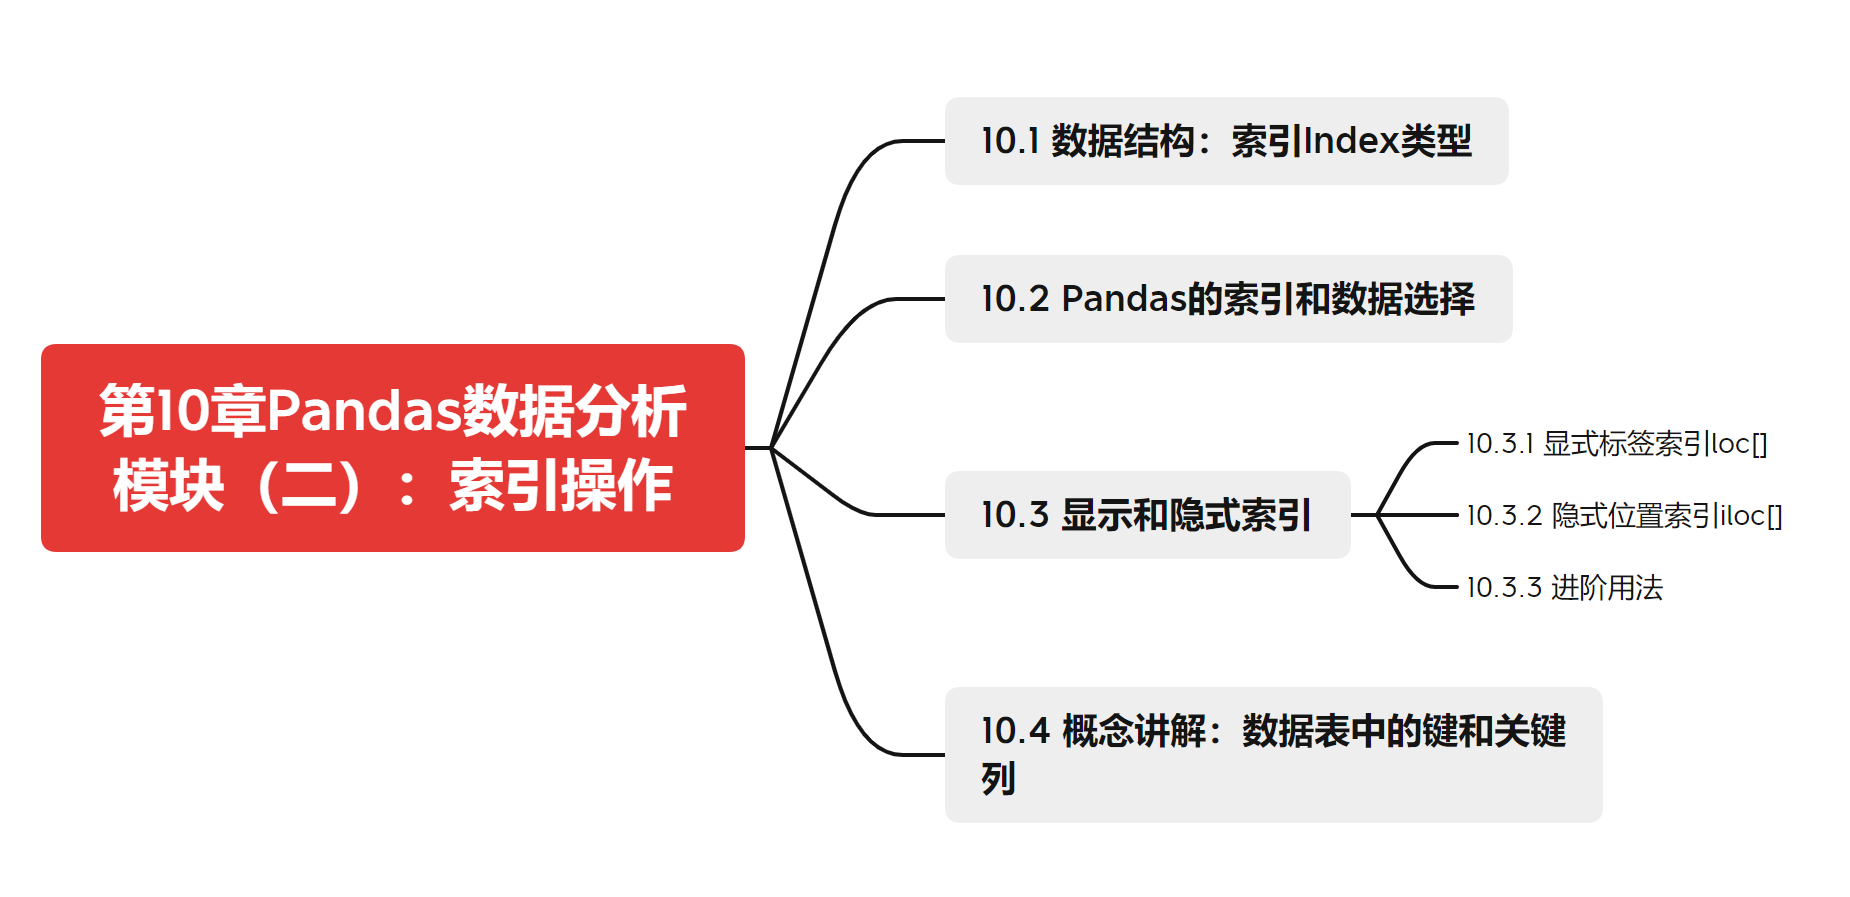 第10章Pandas数据分析
模块（二）：索引操作
10.1 数据结构：索引Index类型
10.2 Pandas的索引和数据选择
10.3 显示和隐式索引
10.3.1 显式标签索引loc[]
10.3.2 隐式位置索引iloc[]
10.3.3 进阶用法
10.4 概念讲解：数据表中的键和关键
列